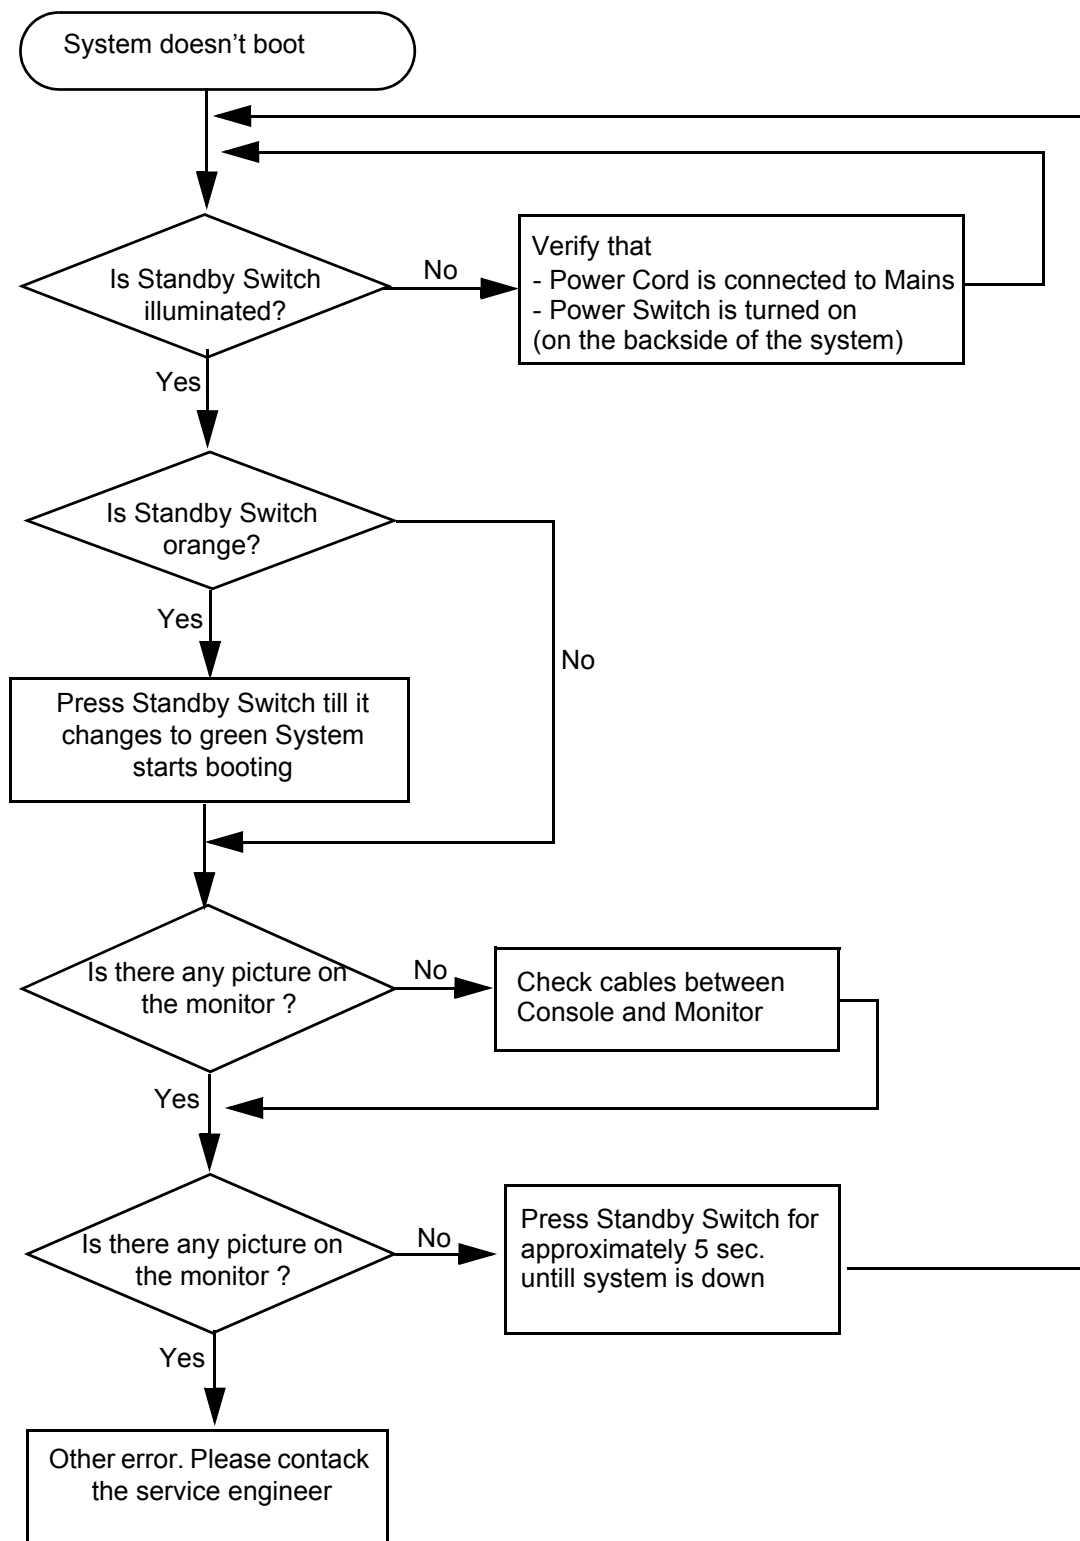 System doesn't boot
Is Standby Switch
illuminated?
No
Verify that
- Power Cord is connected to Mains
- Power Switch is turned on
(on the backside of the system)
Yes
Is Standby Switch
orange?
Yes
No
Press Standby Switch till it
changes to green System
starts booting
Is there any picture on
the monitor ?
No
Check cables between
Console and Monitor
Yes
Is there any picture on
the monitor ?
No
Press Standby Switch for
approximately 5 sec.
untill system is down
Yes
Other error. Please contack
the service engineer